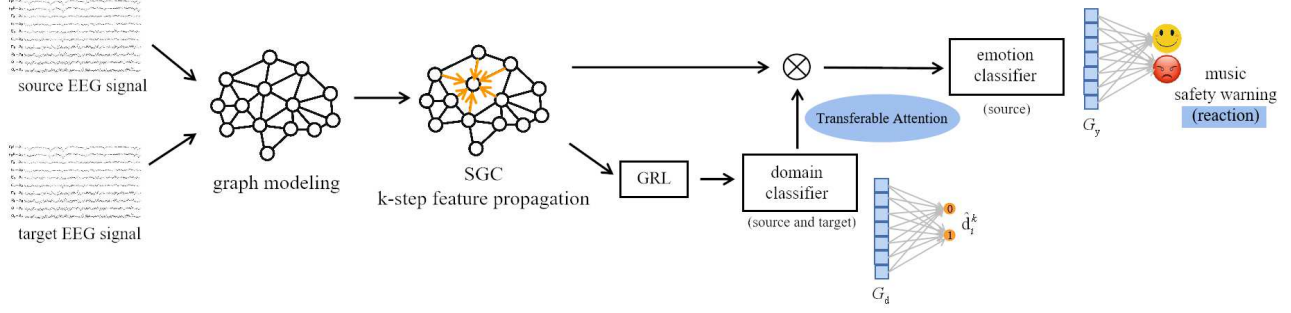 source EEG signal
target EEG signal
graph modeling
SGC
k-step feature propagation
GRL
domain
classifier
(source and target)
Transferable Attention
emotion
classifier
(source)
G_y
music
safety warning
(reaction)
0
1
d̂_i^k
G_d